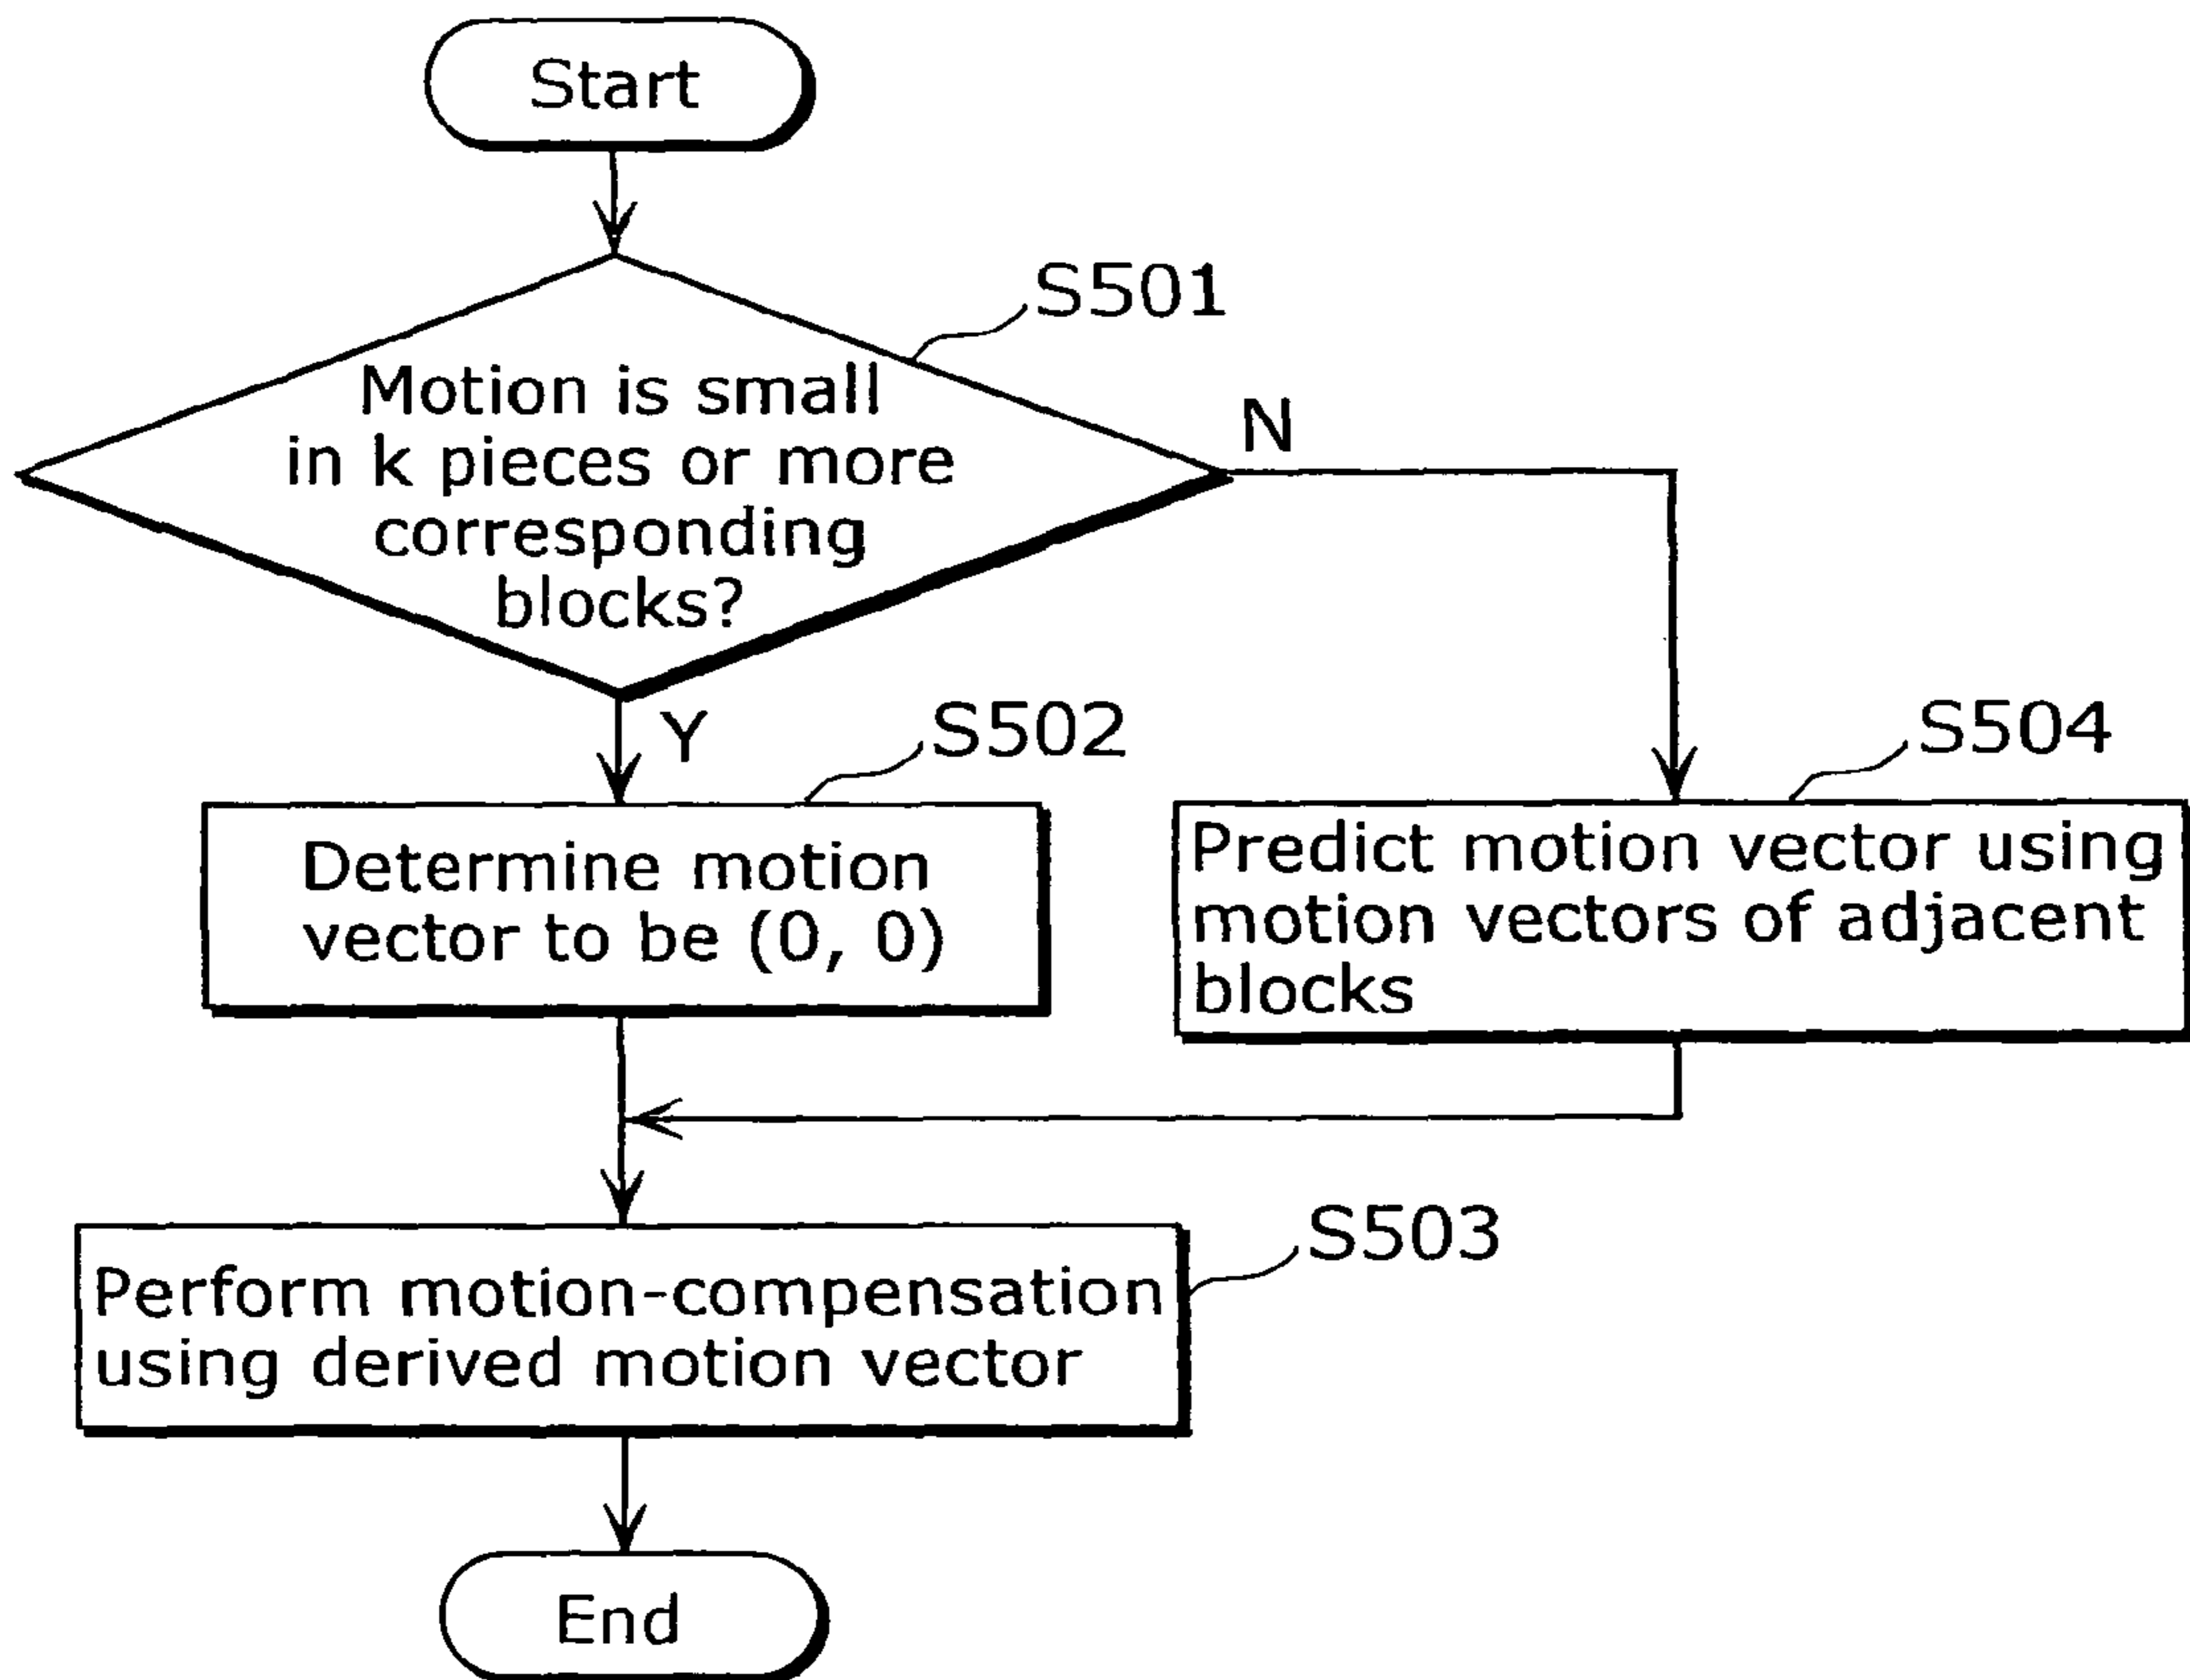 Start
S501
Motion is small
in k pieces or more
corresponding
blocks?
N
Y
S502
Determine motion
vector to be (0, 0)
S504
Predict motion vector using
motion vectors of adjacent
blocks
S503
Perform motion-compensation
using derived motion vector
End